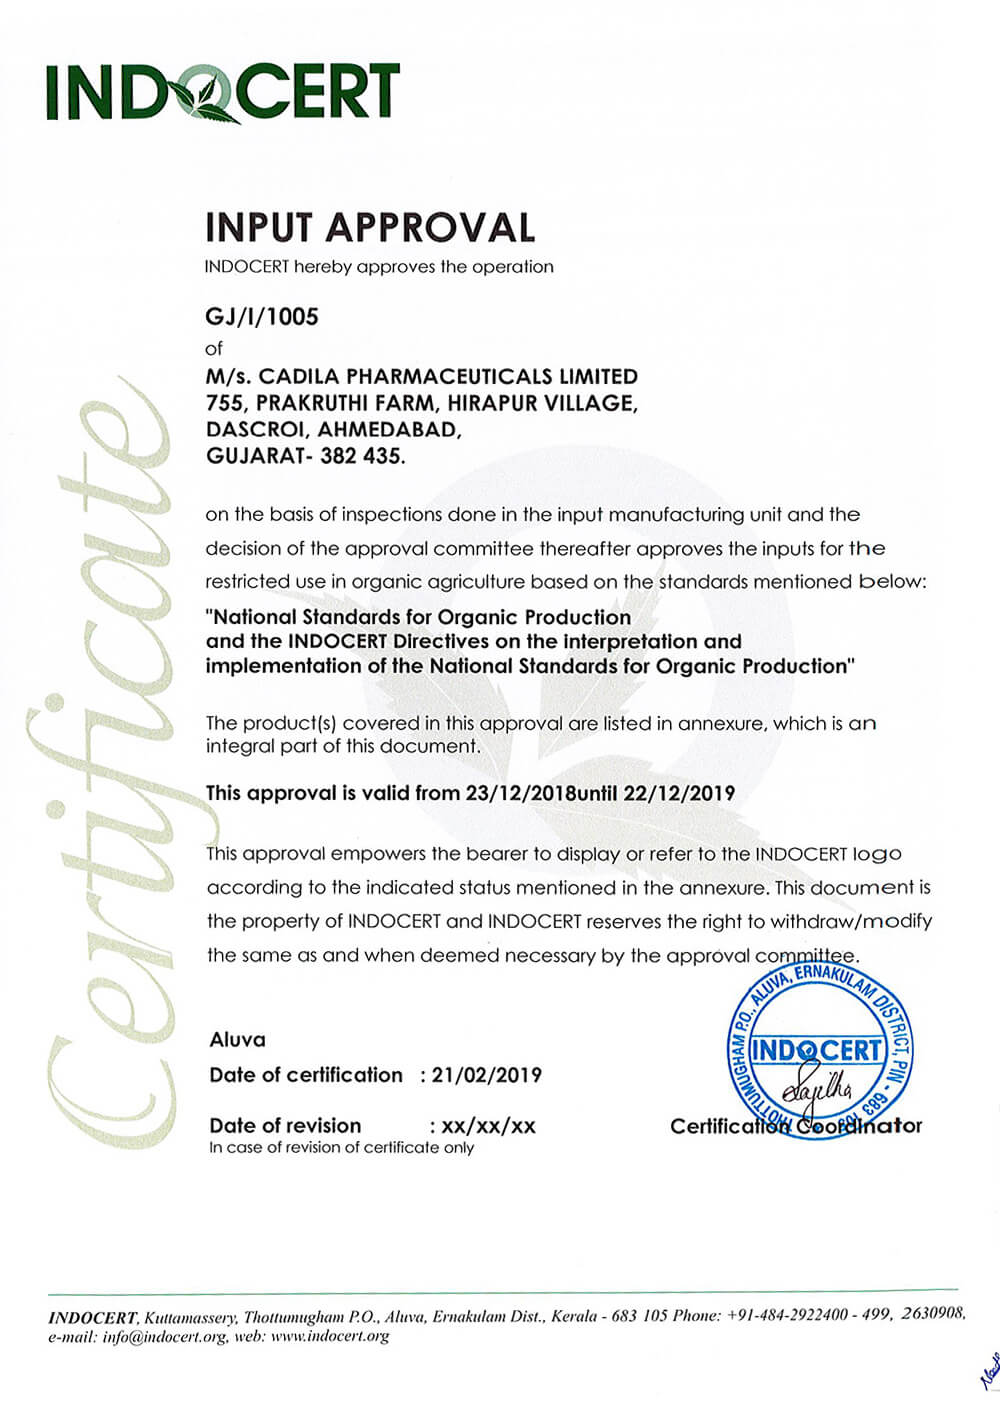 INDOCERT
INPUT APPROVAL
INDOCERT hereby approves the operation
GJ/I/1005
of
M/s. CADILA PHARMACEUTICALS LIMITED
755, PRAKRUTHI FARM, HIRAPUR VILLAGE,
DASCROI, AHMEDABAD,
GUJARAT- 382 435.
Certificate
on the basis of inspections done in the input manufacturing unit and the
decision of the approval committee thereafter approves the inputs for the
restricted use in organic agriculture based on the standards mentioned below:
"National Standards for Organic Production
and the INDOCERT Directives on the interpretation and
implementation of the National Standards for Organic Production"
The product(s) covered in this approval are listed in annexure, which is an
integral part of this document.
This approval is valid from 23/12/2018until 22/12/2019
This approval empowers the bearer to display or refer to the INDOCERT logo
according to the indicated status mentioned in the annexure. This document is
the property of INDOCERT and INDOCERT reserves the right to withdraw/modify
the same as and when deemed necessary by the approval committee.
Aluva
Date of certification : 21/02/2019
Date of revision : xx/xx/xx
In case of revision of certificate only
THOTTUMUGHAM P.O., ALUVA, ERNAKULAM DISTRICT, PIN - 683
INDOCERT
Certification Coordinator
INDOCERT, Kuttamassery, Thottumugham P.O., Aluva, Ernakulam Dist., Kerala - 683 105 Phone: +91-484-2922400 - 499, 2630908,
e-mail: info@indocert.org, web: www.indocert.org